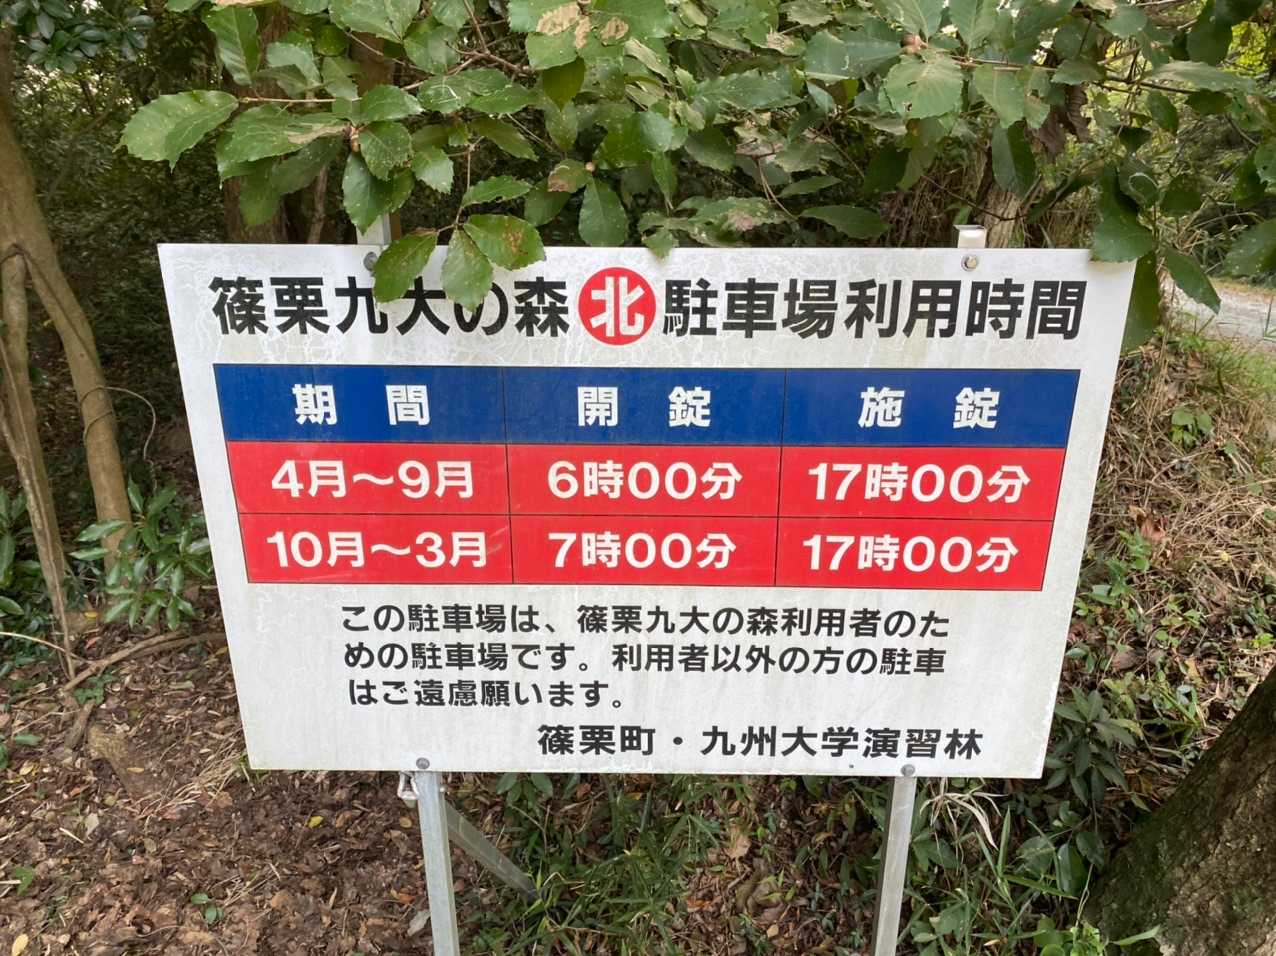 篠栗九大の森北駐車場利用時間
期間 開錠 施錠
4月～9月 6時00分 17時00分
10月～3月 7時00分 17時00分
この駐車場は、篠栗九大の森利用者のた
めの駐車場です。利用者以外の方の駐車
はご遠慮願います。
篠栗町・九州大学演習林